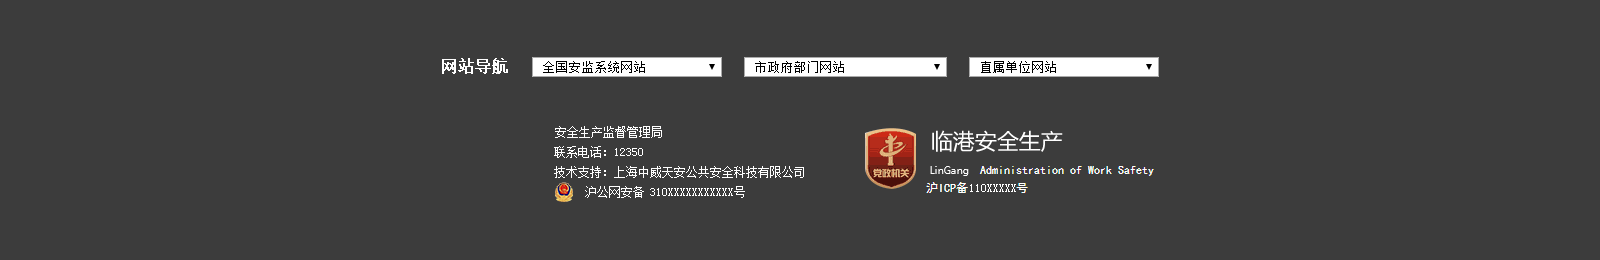 网站导航 全国安监系统网站 市政府部门网站 直属单位网站
安全生产监督管理局
联系电话：12350
技术支持：上海中威天安公共安全科技有限公司
沪公网安备 310XXXXXXXXXXX号
党政机关
临港安全生产
LinGang Administration of Work Safety
沪ICP备110XXXXX号